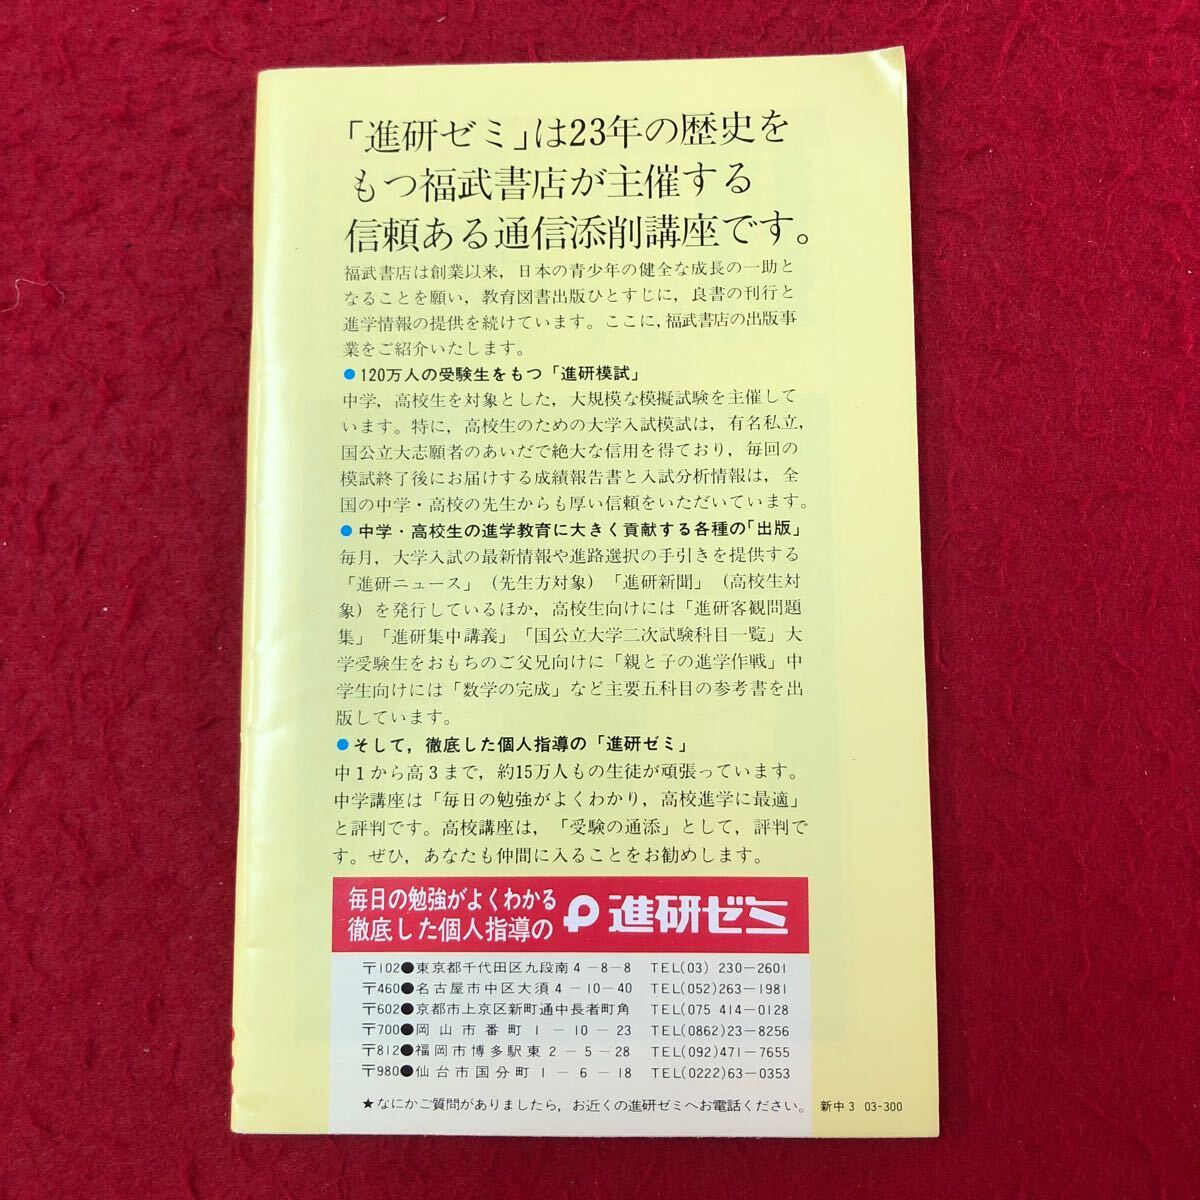 「進研ゼミ」は23年の歴史を
もつ福武書店が主催する
信頼ある通信添削講座です。
福武書店は創業以来，日本の青少年の健全な成長の一助と
なることを願い，教育図書出版ひとすじに，良書の刊行と
進学情報の提供を続けています。ここに，福武書店の出版事
業をご紹介いたします。
●120万人の受験生をもつ「進研模試」
中学，高校生を対象とした，大規模な模擬試験を主催して
います。特に，高校生のための大学入試模試は，有名私立，
国公立大志願者のあいだで絶大な信用を得ており，毎回の
模試終了後にお届けする成績報告書と入試分析情報は，全
国の中学・高校の先生からも厚い信頼をいただいています。
●中学・高校生の進学教育に大きく貢献する各種の「出版」
毎月，大学入試の最新情報や進路選択の手引きを提供する
「進研ニュース」（先生方対象）「進研新聞」（高校生対
象）を発行しているほか，高校生向けには「進研客観問題
集」「進研集中講義」「国公立大学二次試験科目一覧」大
学受験生をおもちのご父兄向けに「親と子の進学作戦」中
学生向けには「数学の完成」など主要五科目の参考書を出
版しています。
●そして，徹底した個人指導の「進研ゼミ」
中1から高3まで，約15万人もの生徒が頑張っています。
中学講座は「毎日の勉強がよくわかり，高校進学に最適」
と評判です。高校講座は，「受験の通添」として，評判で
す。ぜひ，あなたも仲間に入ることをお勧めします。
毎日の勉強がよくわかる
徹底した個人指導の 進研ゼミ
〒102●東京都千代田区九段南4－8－8 TEL(03) 230－2601
〒460●名古屋市中区大須4－10－40 TEL(052)263－1981
〒602●京都市上京区新町通中長者町角 TEL(075 414－0128
〒700●岡山市番町1－10－23 TEL(0862)23－8256
〒812●福岡市博多駅東2－5－28 TEL(092)471－7655
〒980●仙台市国分町1－6－18 TEL(0222)63－0353
★なにかご質問がありましたら，お近くの進研ゼミへお電話ください。 新中3 03-300